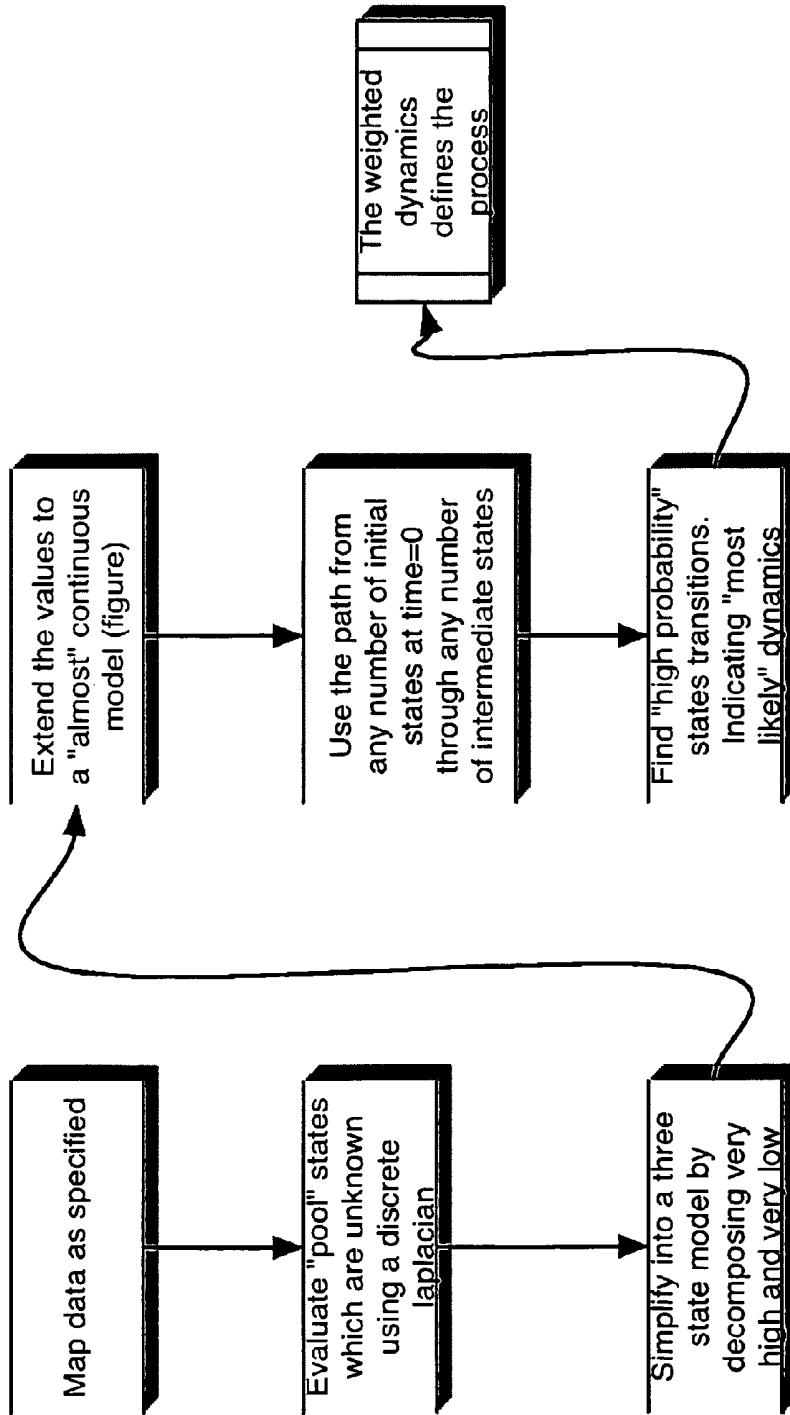 Map data as specified
Evaluate "pool" states
which are unknown
using a discrete
laplacian
Simplify into a three
state model by
decomposing very
high and very low
Extend the values to
a "almost" continuous
model (figure)
Use the path from
any number of initial
states at time=0
through any number
of intermediate states
Find "high probability"
states transitions.
Indicating "most
likely" dynamics
The weighted
dynamics
defines the
process